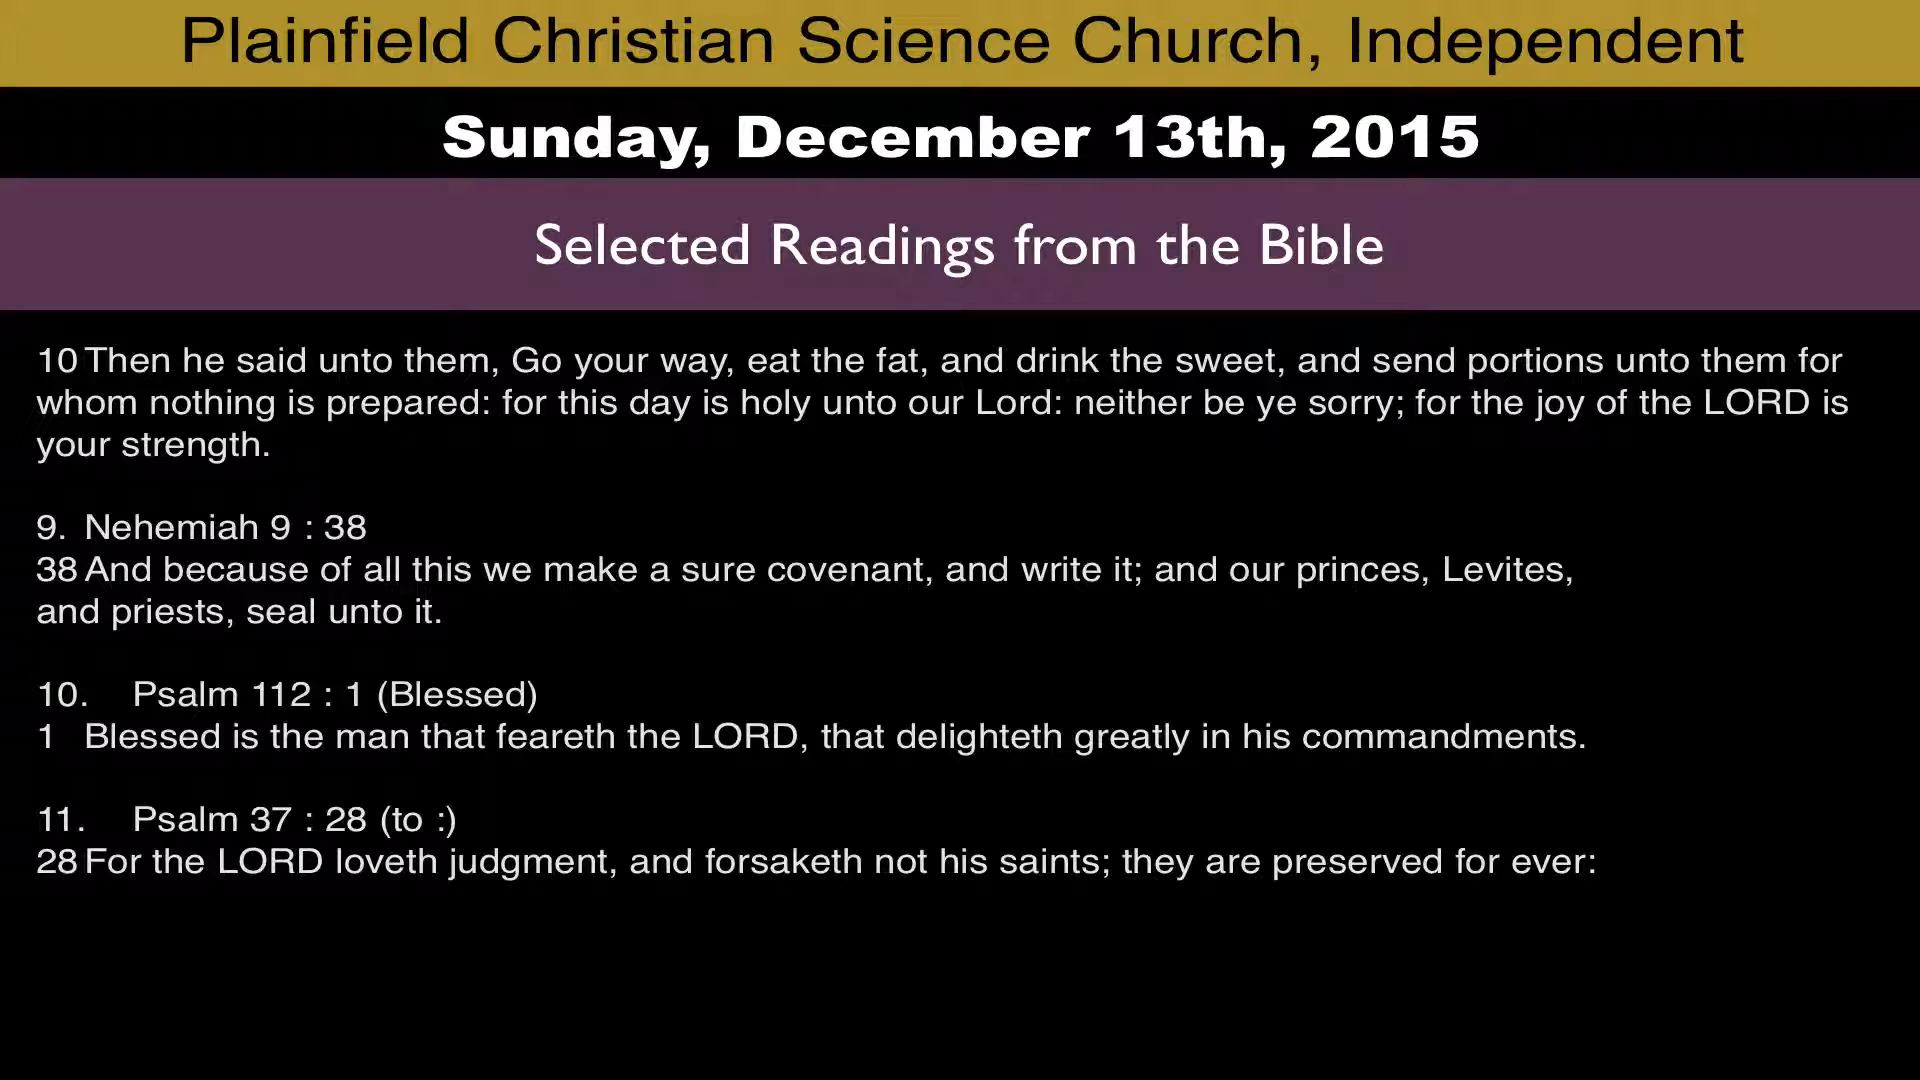 Plainfield Christian Science Church, Independent
Sunday, December 13th, 2015
Selected Readings from the Bible
10 Then he said unto them, Go your way, eat the fat, and drink the sweet, and send portions unto them for
whom nothing is prepared: for this day is holy unto our Lord: neither be ye sorry; for the joy of the LORD is
your strength.
9. Nehemiah 9 : 38
38 And because of all this we make a sure covenant, and write it; and our princes, Levites,
and priests, seal unto it.
10. Psalm 112 : 1 (Blessed)
1 Blessed is the man that feareth the LORD, that delighteth greatly in his commandments.
11. Psalm 37 : 28 (to :)
28 For the LORD loveth judgment, and forsaketh not his saints; they are preserved for ever: